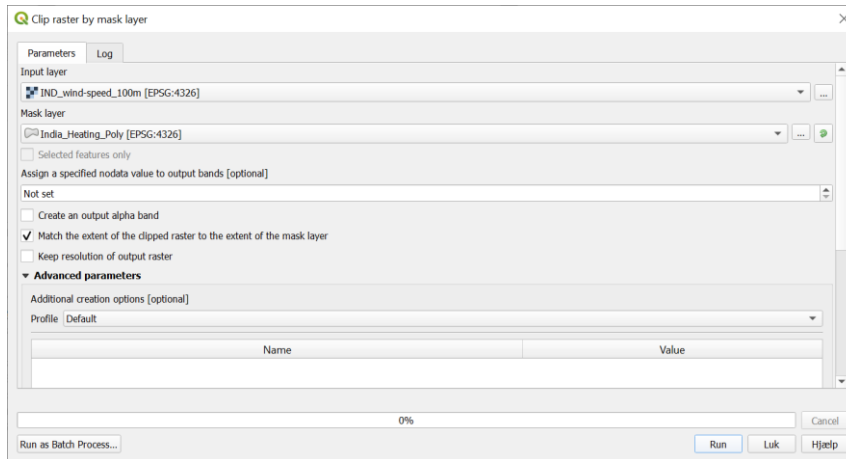 Clip raster by mask layer
Parameters Log
Input layer
IND_wind-speed_100m [EPSG:4326]
...
Mask layer
India_Heating_Poly [EPSG:4326]
...
Selected features only
Assign a specified nodata value to output bands [optional]
Not set
Create an output alpha band
Match the extent of the clipped raster to the extent of the mask layer
Keep resolution of output raster
Advanced parameters
Additional creation options [optional]
Profile Default
Name Value
0% Cancel
Run as Batch Process... Run Luk Hjælp